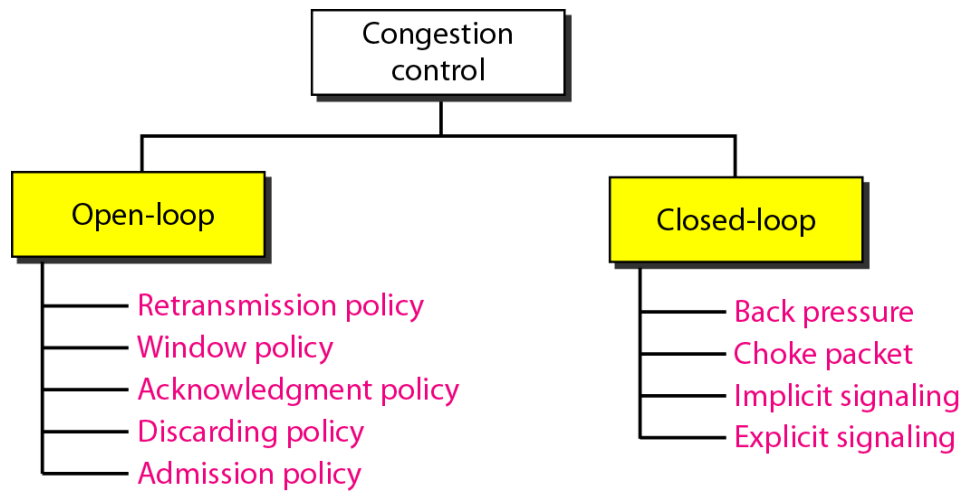 Congestion
control
Open-loop
Closed-loop
Retransmission policy
Window policy
Acknowledgment policy
Discarding policy
Admission policy
Back pressure
Choke packet
Implicit signaling
Explicit signaling